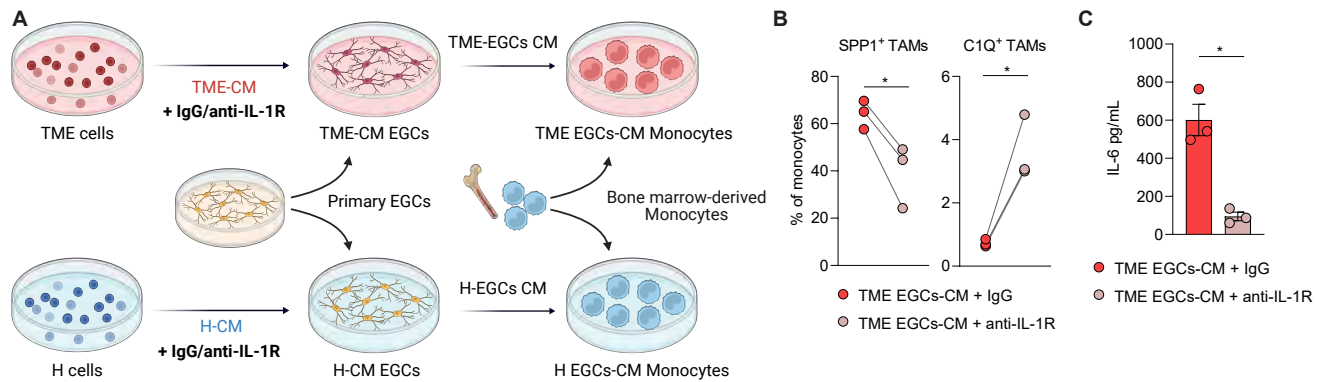 A
TME cells
TME-CM
+ IgG/anti-IL-1R
TME-CM EGCs
TME-EGCs CM
TME EGCs-CM Monocytes
Primary EGCs
Bone marrow-derived
Monocytes
H cells
H-CM
+ IgG/anti-IL-1R
H-CM EGCs
H-EGCs CM
H EGCs-CM Monocytes
B
SPP1⁺ TAMs
C1Q⁺ TAMs
% of monocytes
80
60
40
20
0
*
6
4
2
0
*
TME EGCs-CM + IgG
TME EGCs-CM + anti-IL-1R
C
IL-6 pg/mL
1000
800
600
400
200
0
*
TME EGCs-CM + IgG
TME EGCs-CM + anti-IL-1R